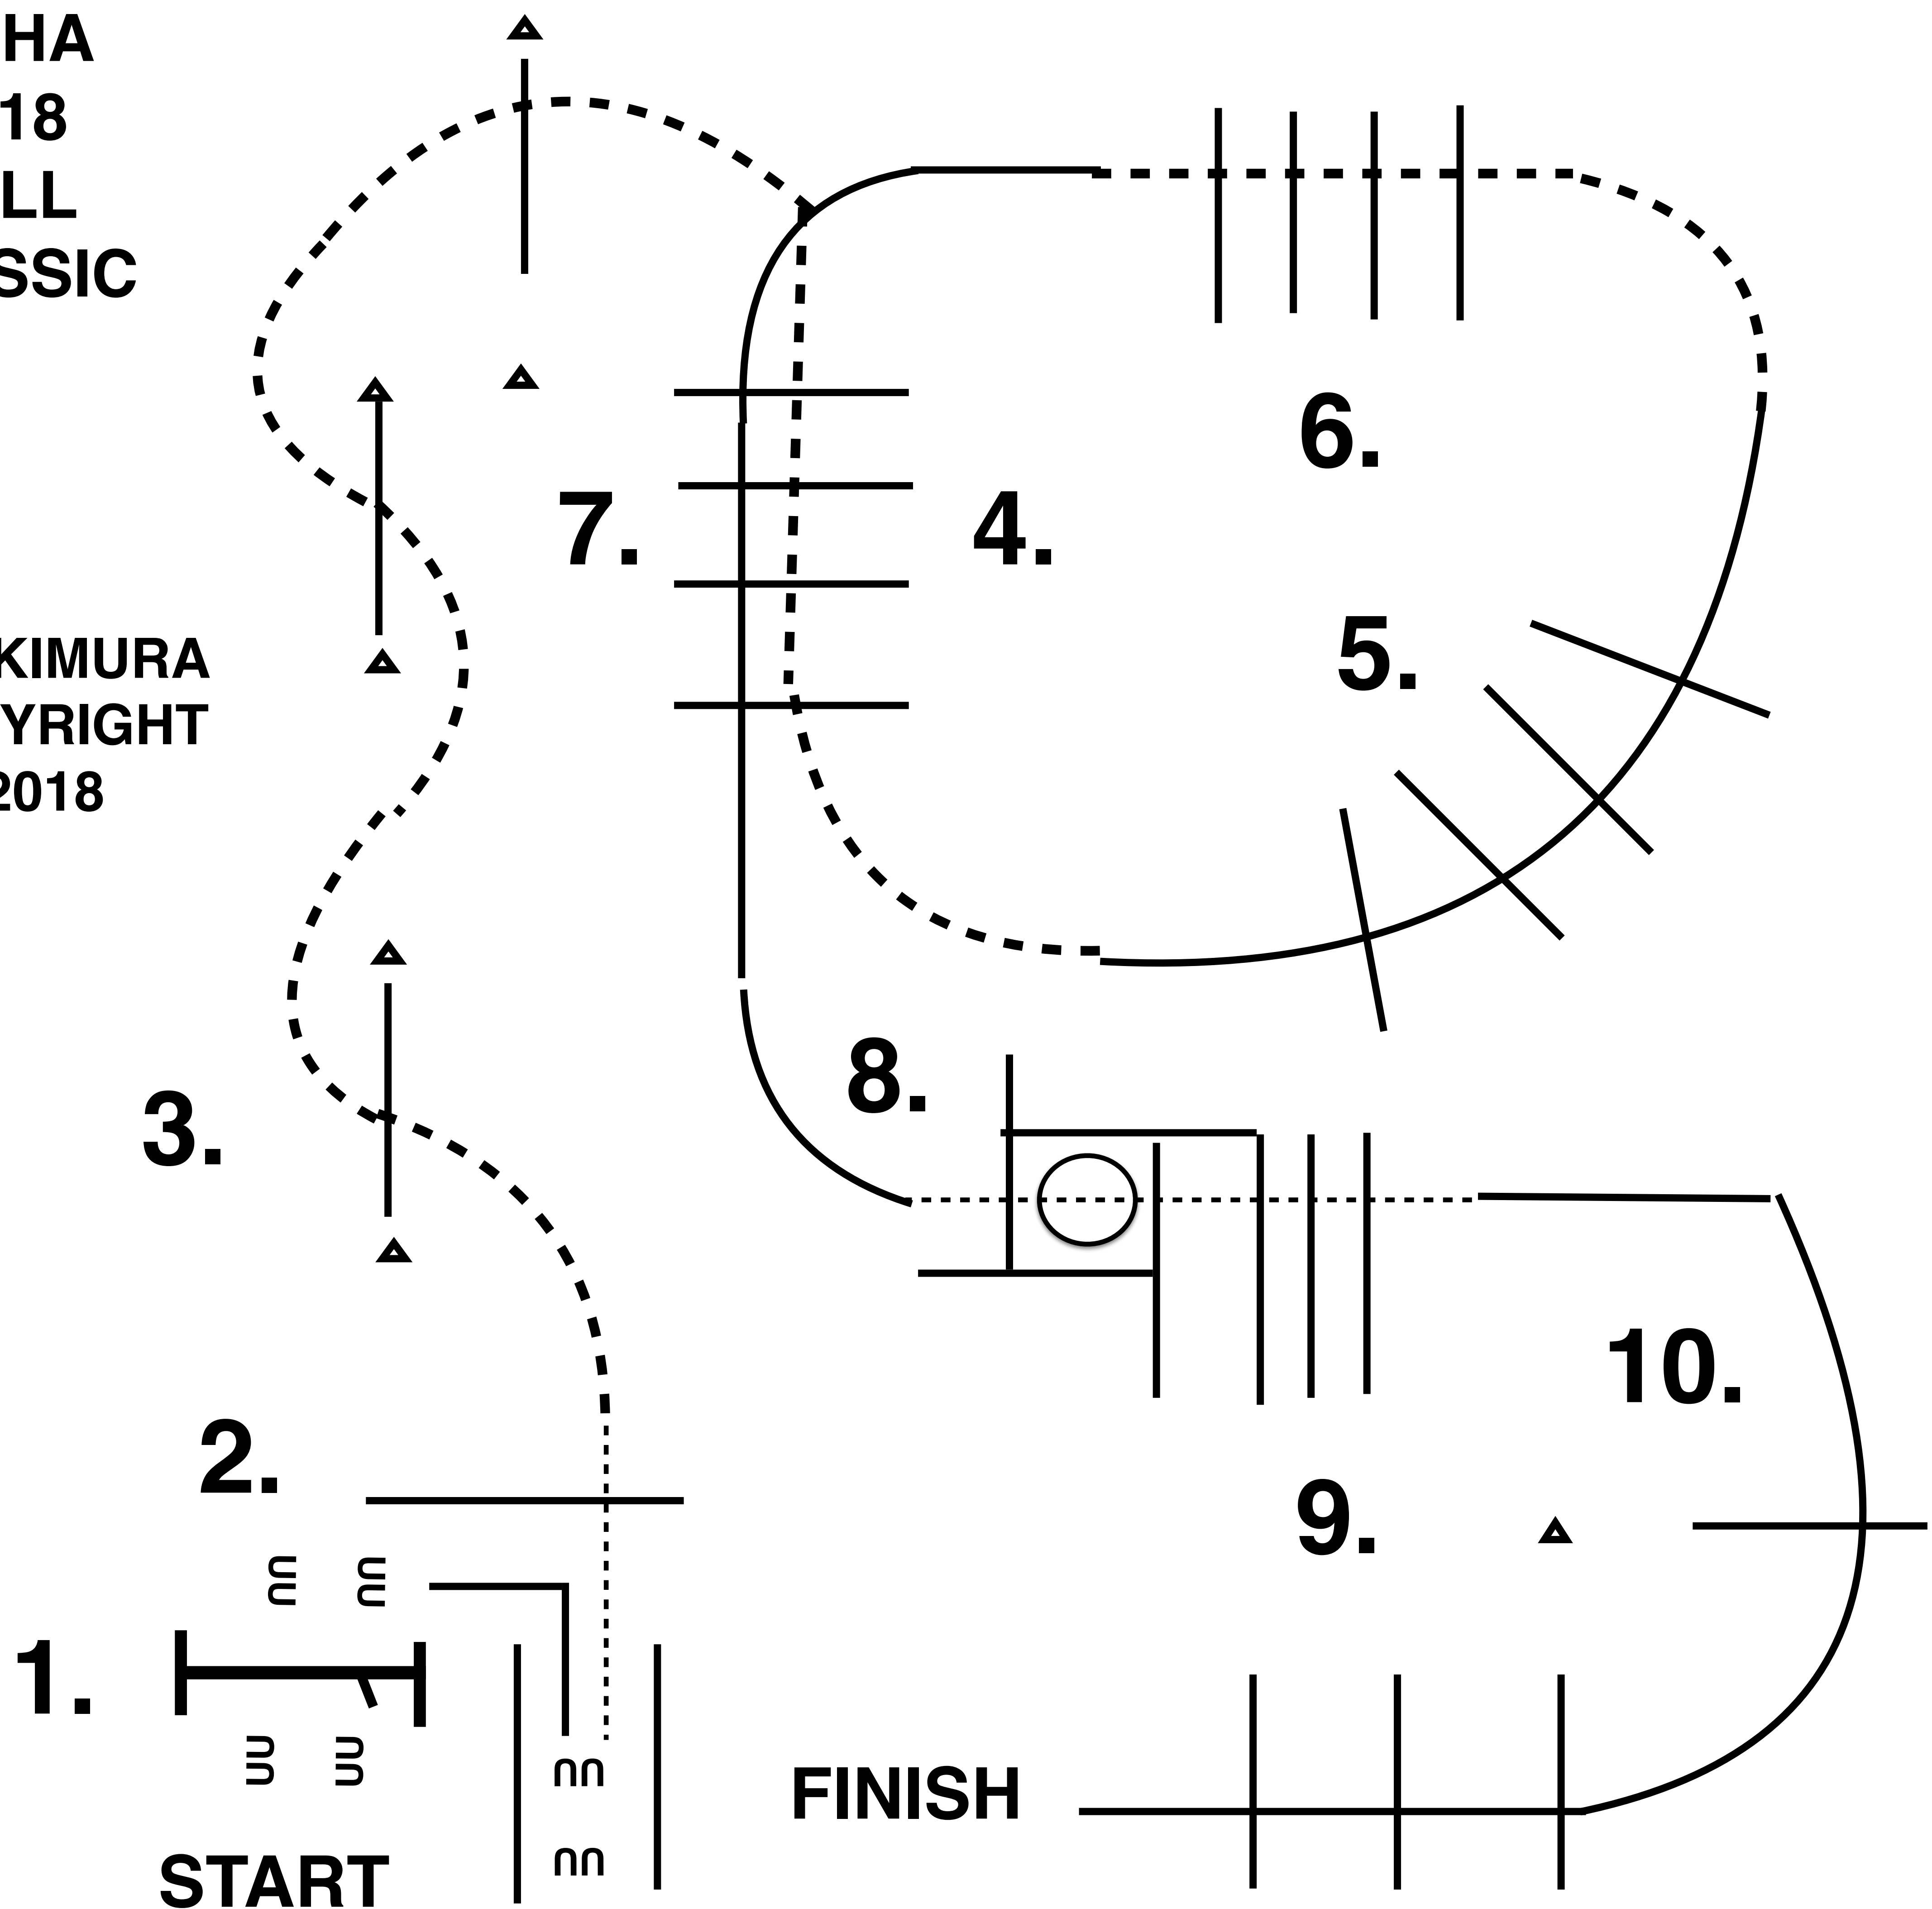 HA
18
LL
SSIC
6.
7.
4.
5.
KIMURA
YRIGHT
2018
8.
3.
10.
2.
9.
1.
FINISH
START